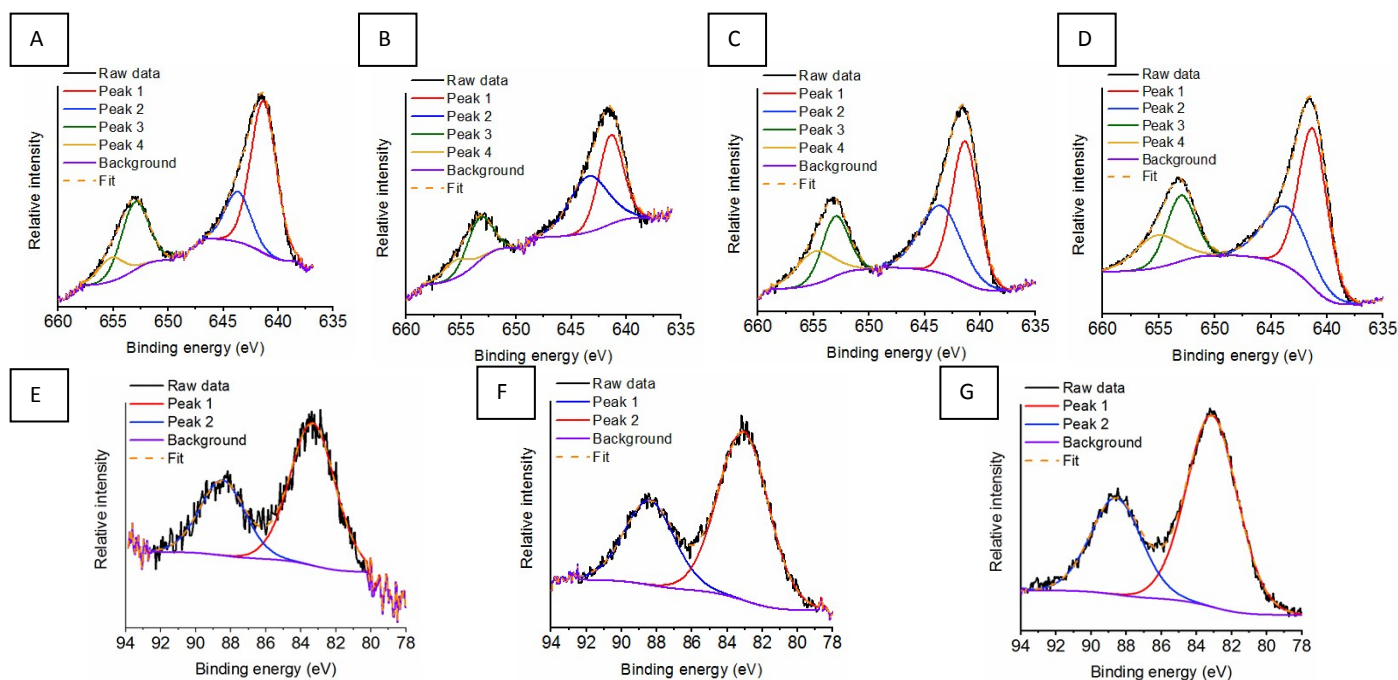 A
Relative intensity
Raw data
Peak 1
Peak 2
Peak 3
Peak 4
Background
Fit
660 655 650 645 640 635
Binding energy (eV)
B
Relative intensity
Raw data
Peak 1
Peak 2
Peak 3
Peak 4
Background
Fit
660 655 650 645 640 635
Binding energy (eV)
C
Relative intensity
Raw data
Peak 1
Peak 2
Peak 3
Peak 4
Background
Fit
660 655 650 645 640 635
Binding energy (eV)
D
Relative intensity
Raw data
Peak 1
Peak 2
Peak 3
Peak 4
Background
Fit
660 655 650 645 640 635
Binding energy (eV)
E
Relative intensity
Raw data
Peak 1
Peak 2
Background
Fit
94 92 90 88 86 84 82 80 78
Binding energy (eV)
F
Relative intensity
Raw data
Peak 1
Peak 2
Background
Fit
94 92 90 88 86 84 82 80 78
Binding energy (eV)
G
Relative intensity
Raw data
Peak 1
Peak 2
Background
Fit
94 92 90 88 86 84 82 80 78
Binding energy (eV)